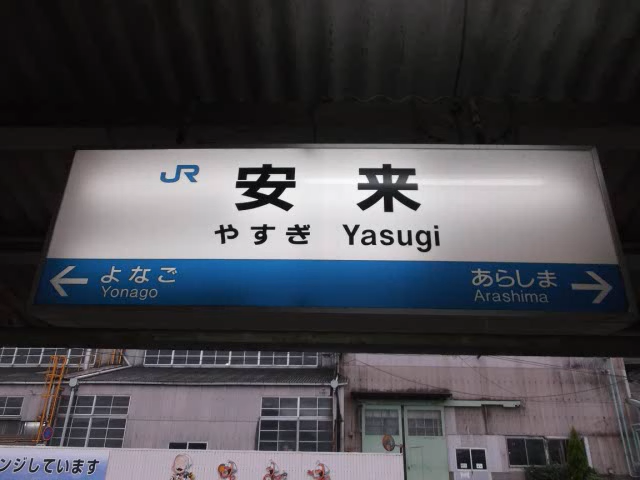 JR 安来
やすぎ Yasugi
← よなご
Yonago
あらしま →
Arashima
ンジしています